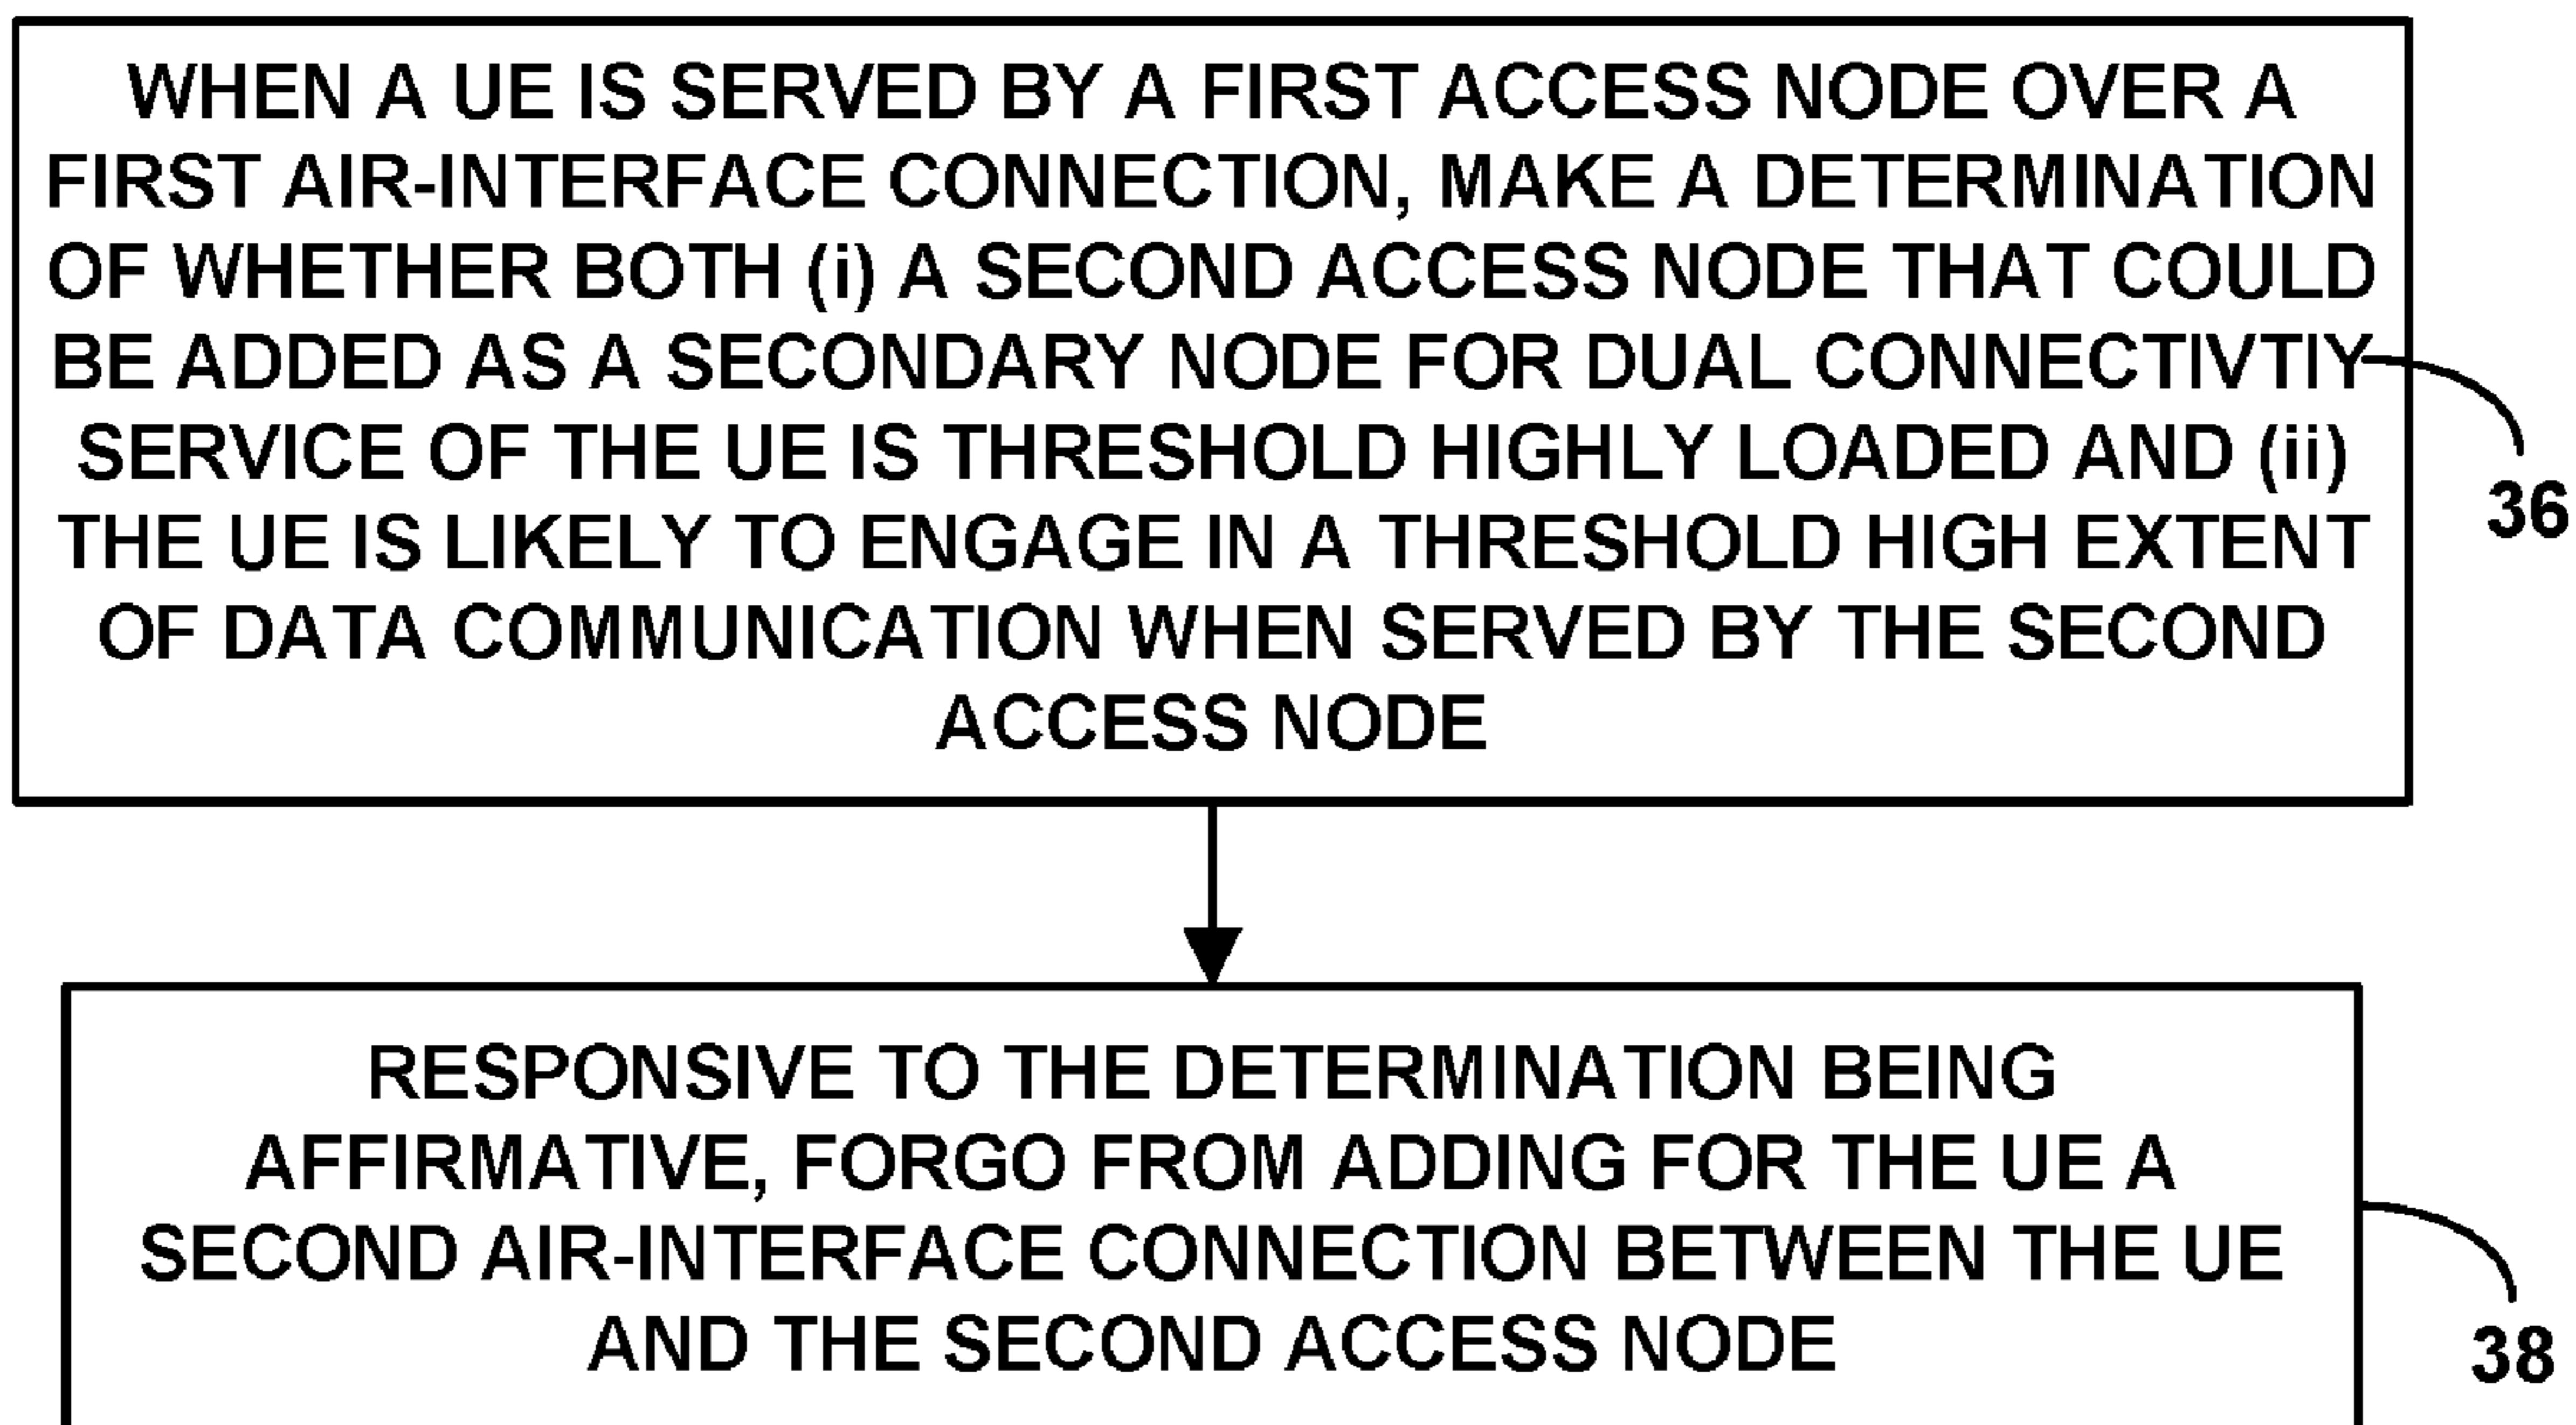 WHEN A UE IS SERVED BY A FIRST ACCESS NODE OVER A
FIRST AIR-INTERFACE CONNECTION, MAKE A DETERMINATION
OF WHETHER BOTH (i) A SECOND ACCESS NODE THAT COULD
BE ADDED AS A SECONDARY NODE FOR DUAL CONNECTIVTIY
SERVICE OF THE UE IS THRESHOLD HIGHLY LOADED AND (ii)
THE UE IS LIKELY TO ENGAGE IN A THRESHOLD HIGH EXTENT
OF DATA COMMUNICATION WHEN SERVED BY THE SECOND
ACCESS NODE
36
RESPONSIVE TO THE DETERMINATION BEING
AFFIRMATIVE, FORGO FROM ADDING FOR THE UE A
SECOND AIR-INTERFACE CONNECTION BETWEEN THE UE
AND THE SECOND ACCESS NODE
38